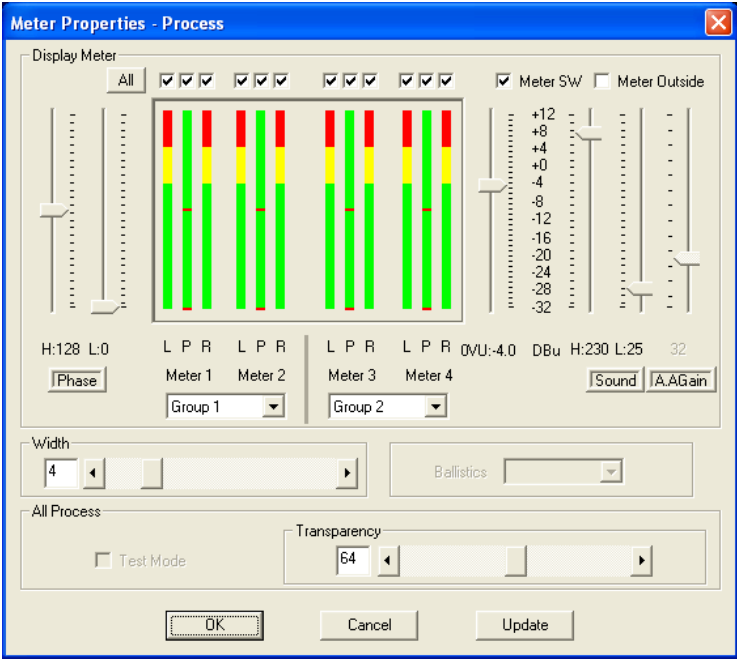 Meter Properties - Process
Display Meter
All
Meter SW Meter Outside
+12
+8
+4
+0
-4
-8
-12
-16
-20
-24
-28
-32
H:128 L:0 L P R L P R L P R L P R 0VU:-4.0 DBu H:230 L:25 32
Phase Meter 1 Meter 2 Meter 3 Meter 4 Sound A.AGain
Group 1 Group 2
Width
4 Ballistics
All Process
Test Mode
Transparency
64
OK Cancel Update